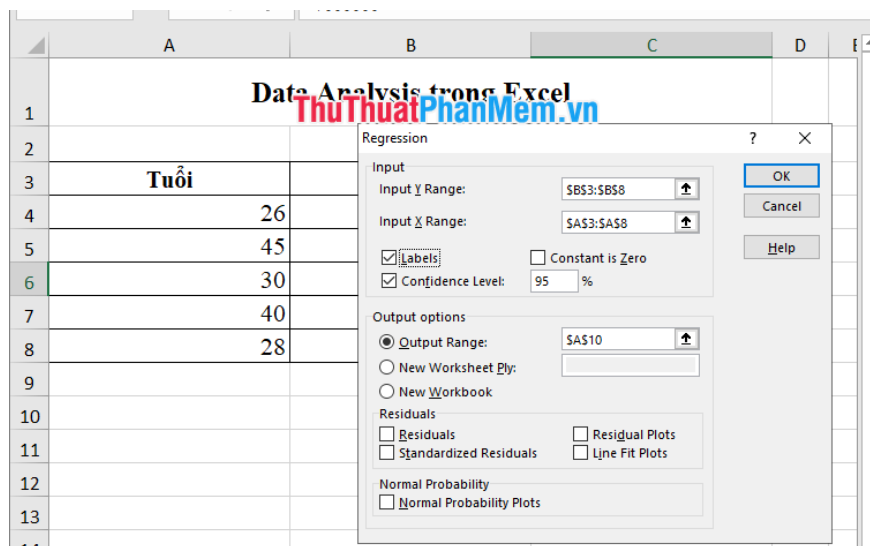 A B C D E
1 Data Analysis trong Excel
ThuThuatPhanMem.vn
2
Regression ? ×
3 Tuổi
Input
Input Y Range: $B$3:$B$8
OK
4 26
Input X Range: $A$3:$A$8
Cancel
5 45
Labels
Constant is Zero
Help
6 30
Confidence Level: 95 %
7 40
Output options
8 28
Output Range: $A$10
New Worksheet Ply:
9
New Workbook
10
Residuals
Residuals
Residual Plots
11
Standardized Residuals
Line Fit Plots
12
Normal Probability
Normal Probability Plots
13